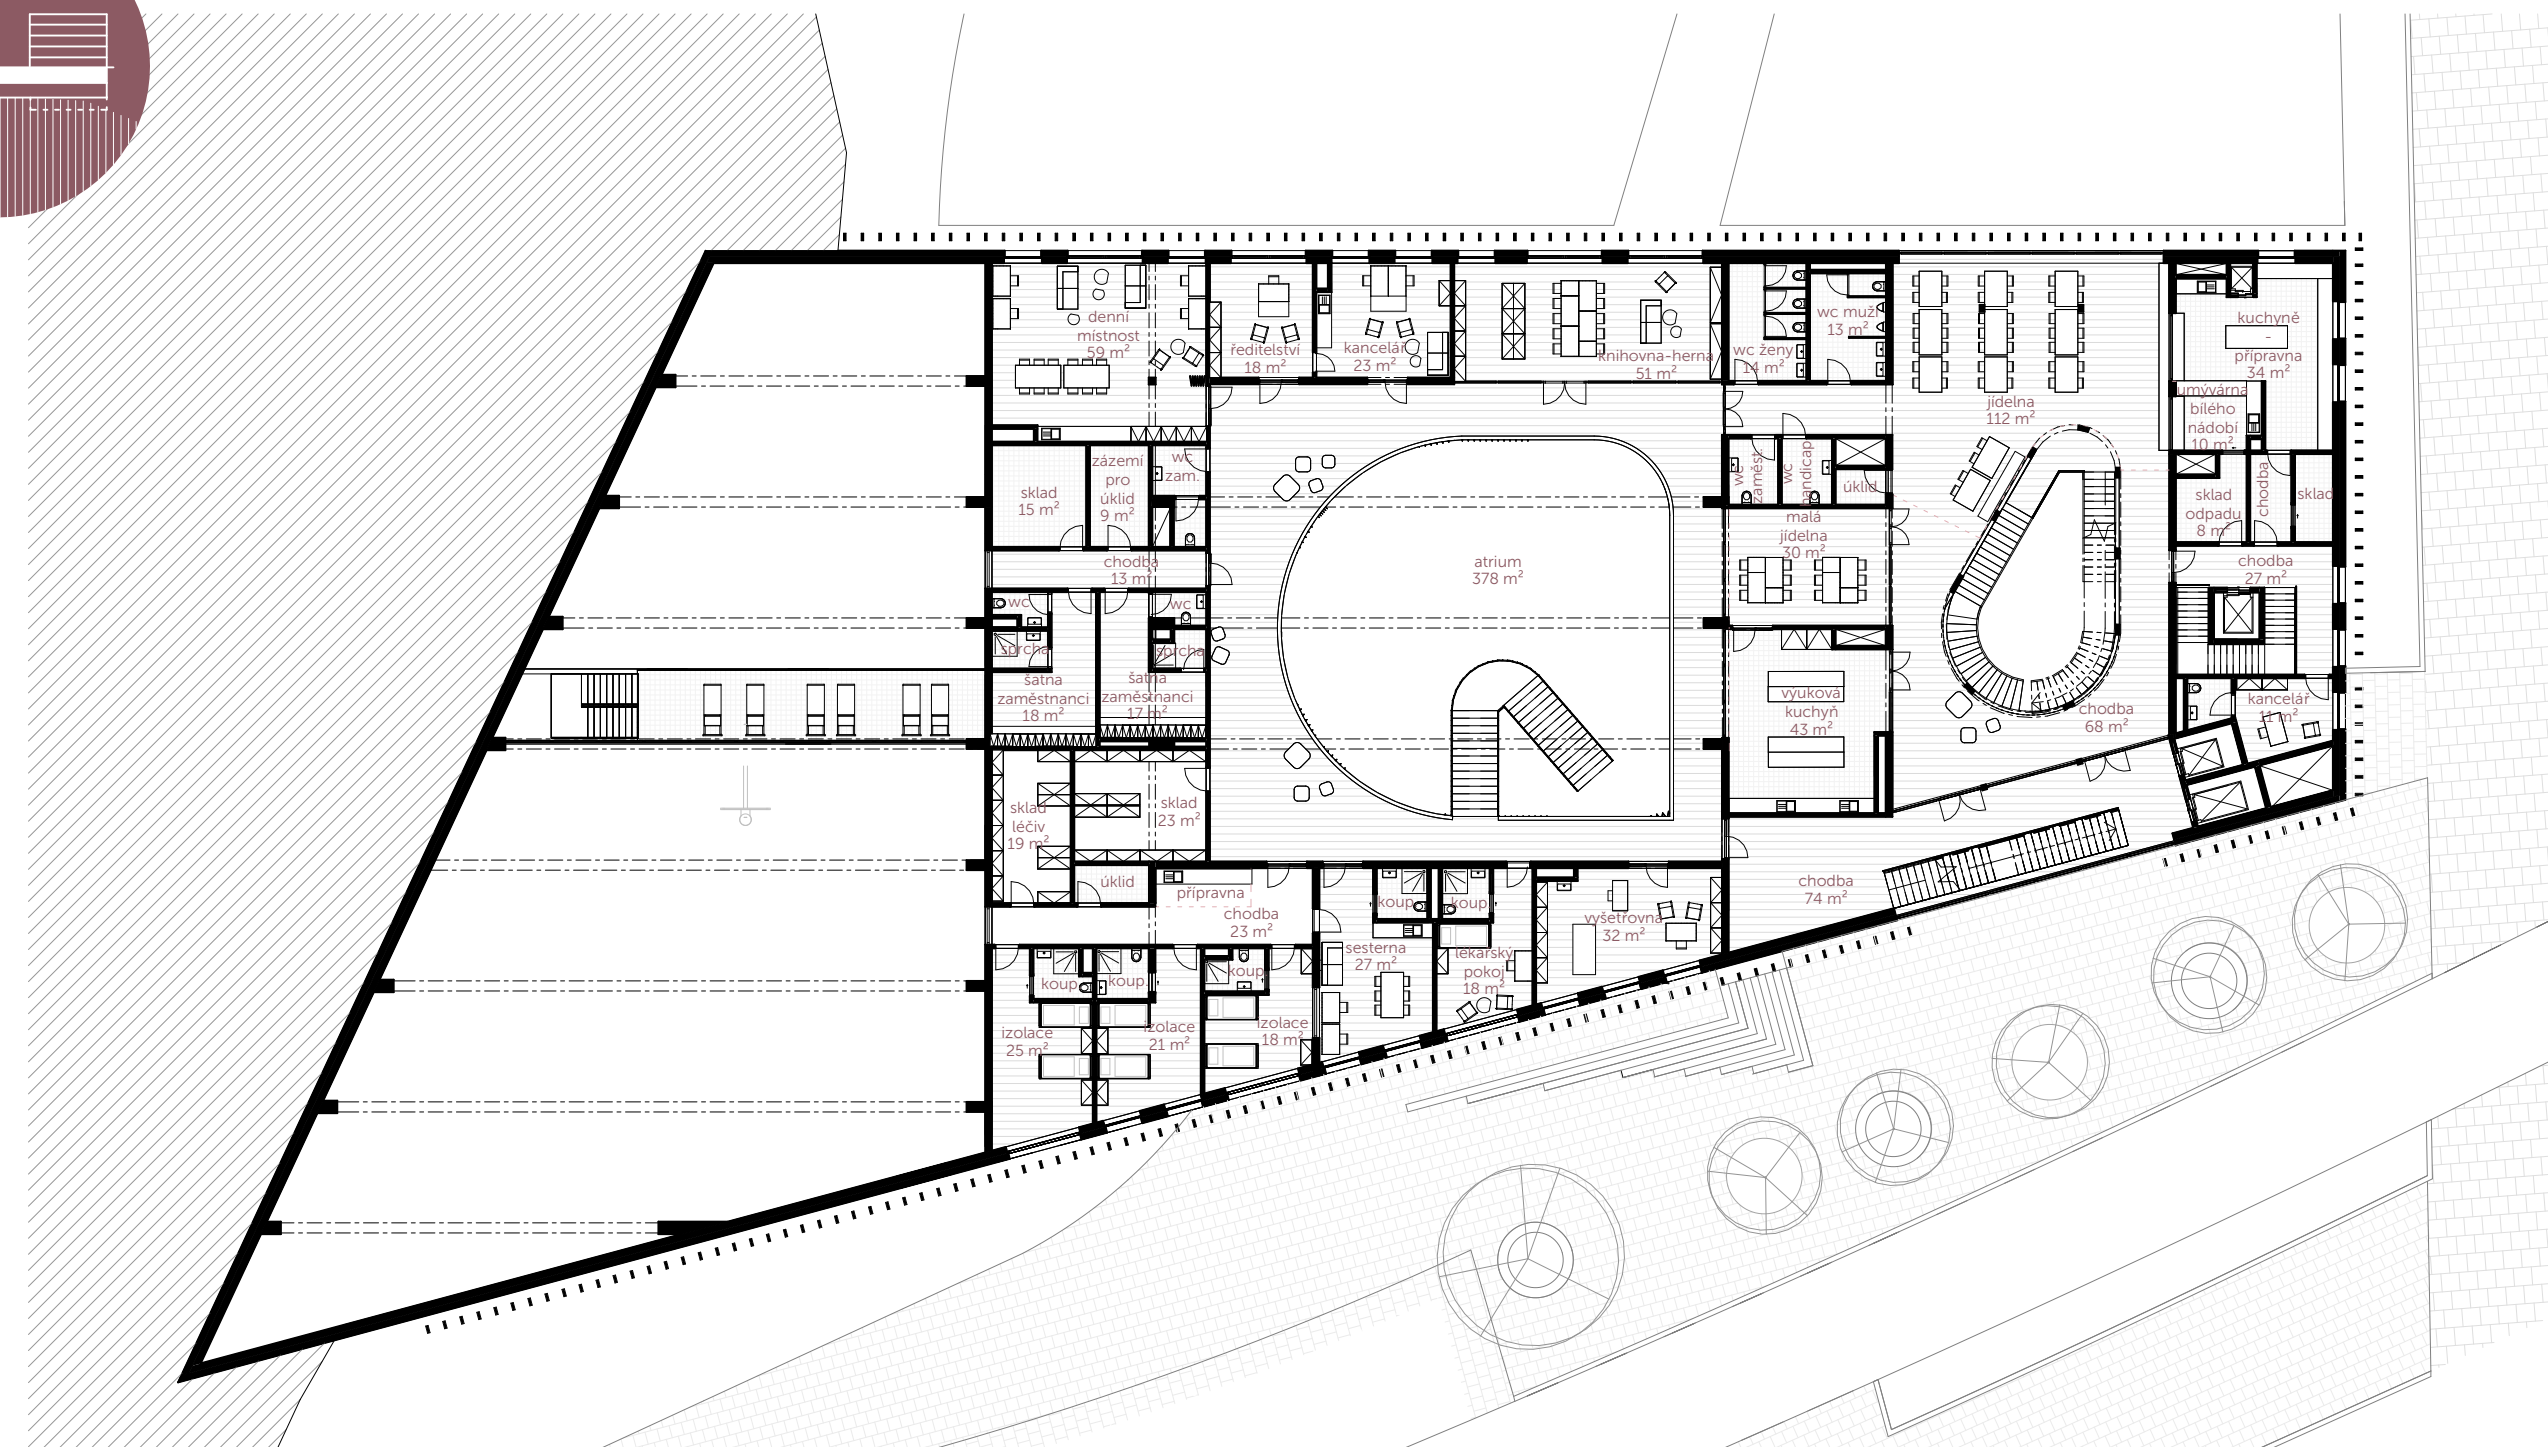 denní
místnost
59 m²
ředitelství
18 m²
kancelář
23 m²
knihovna-herna
51 m²
wc ženy
14 m²
wc muži
13 m²
jídelna
112 m²
kuchyně
-
přípravna
34 m²
umývárna
bílého
nádobí
10 m²
sklad
15 m²
zázemí
pro
úklid
9 m²
wc
zam.
chodba
13 m²
atrium
378 m²
wc
zaměst.
wc
handicap
úklid
malá
jídelna
30 m²
sklad
odpadu
8 m²
chodba
sklad
chodba
27 m²
wc
sprcha
šatna
zaměstnanci
18 m²
wc
sprcha
šatna
zaměstnanci
17 m²
výuková
kuchyň
43 m²
chodba
68 m²
kancelář
11 m²
sklad
léčiv
19 m²
sklad
23 m²
úklid
přípravna
chodba
23 m²
koup.
koup.
sesterna
27 m²
lékařský
pokoj
18 m²
vyšetřovna
32 m²
chodba
74 m²
koup.
koup.
koup.
izolace
25 m²
izolace
21 m²
izolace
18 m²